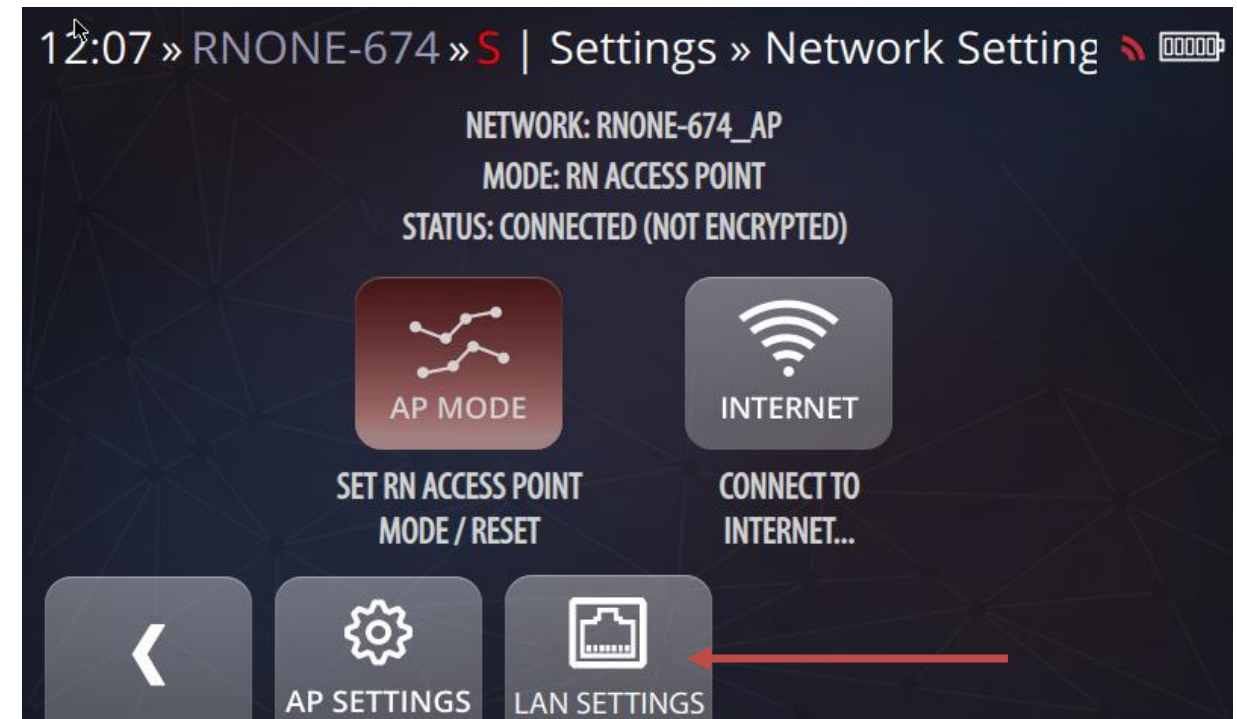 12:07 » RNONE-674 » S | Settings » Network Setting
NETWORK: RNONE-674_AP
MODE: RN ACCESS POINT
STATUS: CONNECTED (NOT ENCRYPTED)
AP MODE
INTERNET
SET RN ACCESS POINT
MODE / RESET
CONNECT TO
INTERNET...
AP SETTINGS
LAN SETTINGS